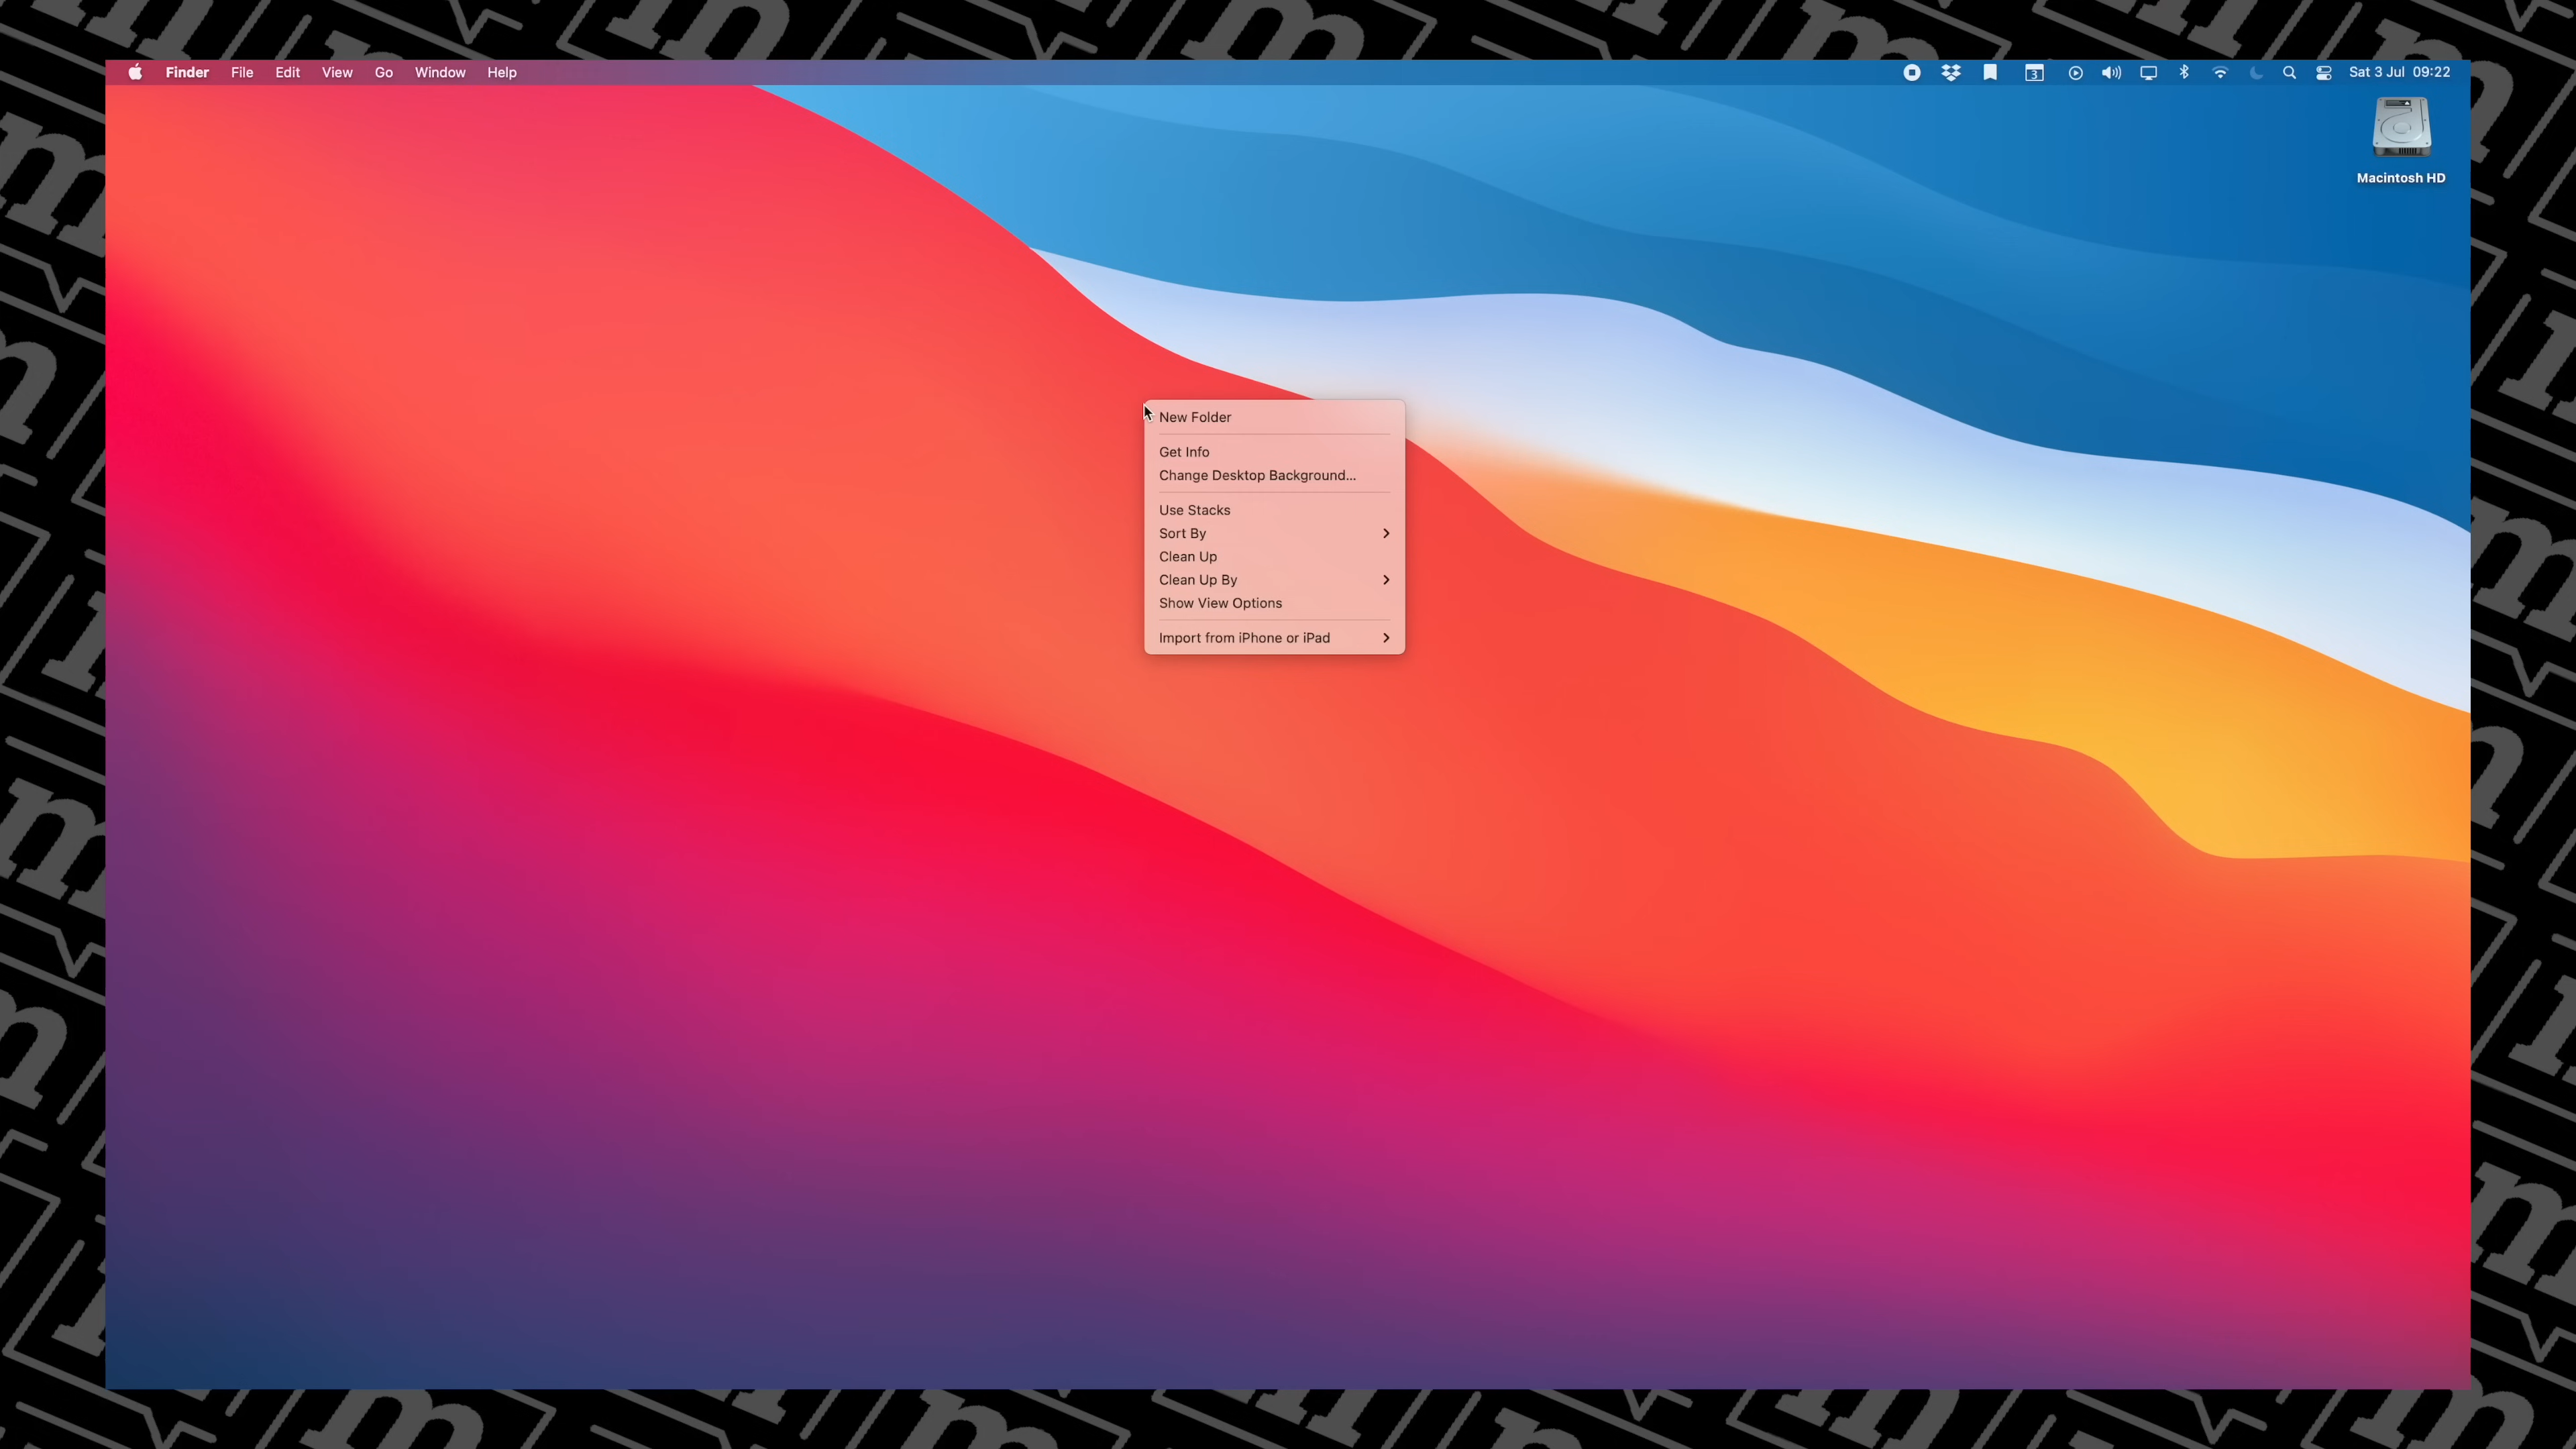 Finder File Edit View Go Window Help 3 Sat 3 Jul 09:22
Macintosh HD
New Folder
Get Info
Change Desktop Background...
Use Stacks
Sort By
Clean Up
Clean Up By
Show View Options
Import from iPhone or iPad